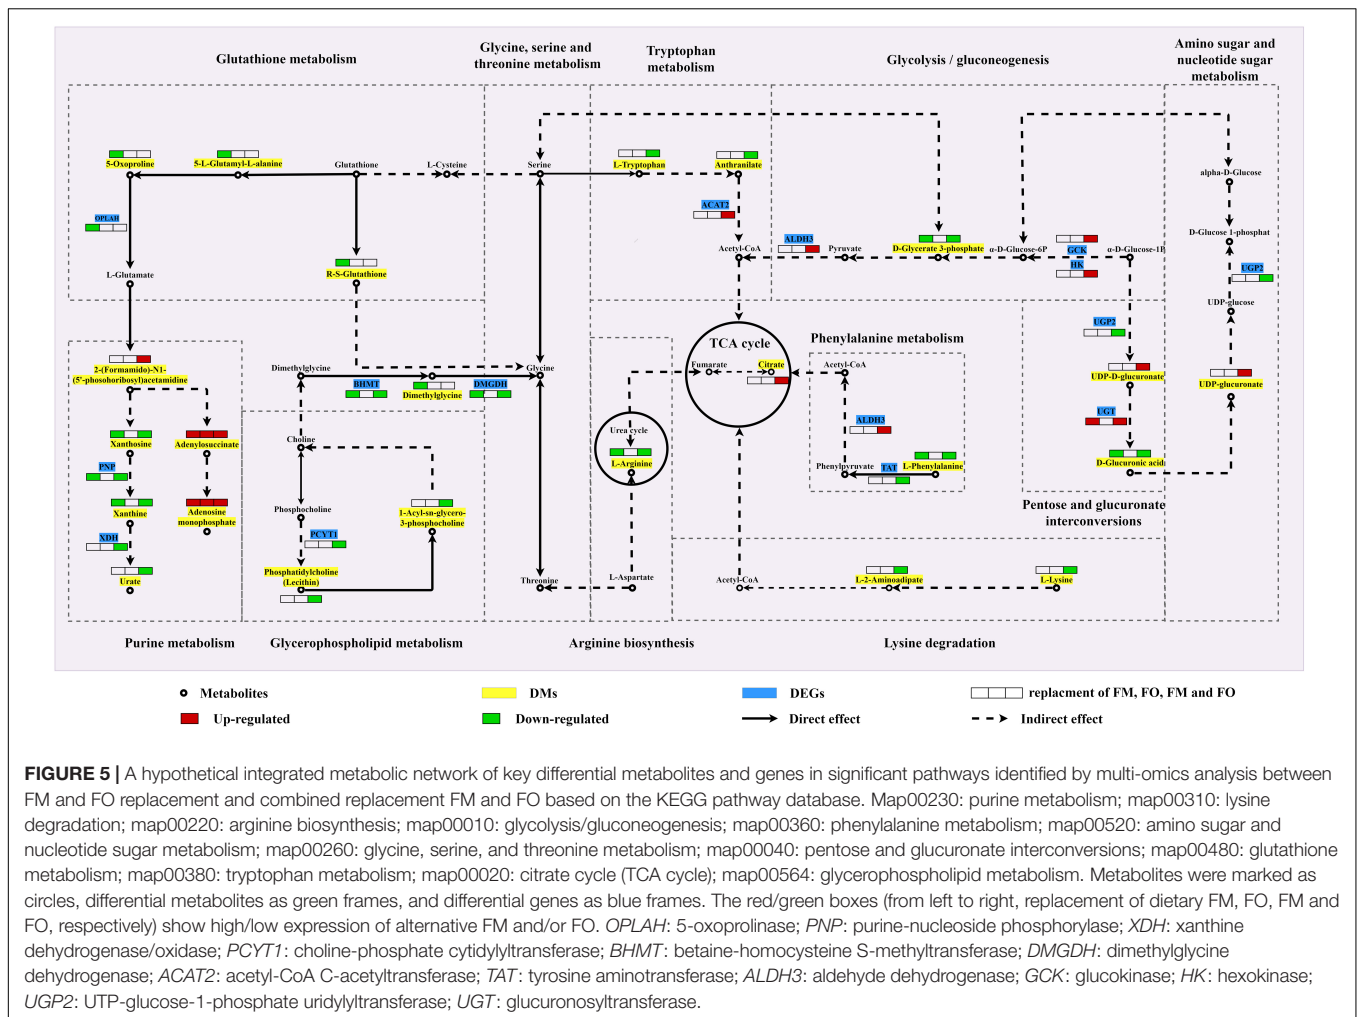 Glutathione metabolism
Glycine, serine and
threonine metabolism
Tryptophan
metabolism
Glycolysis / gluconeogenesis
Amino sugar and
nucleotide sugar
metabolism
5-Oxoproline
5-L-Glutamyl-L-alanine
Glutathione
L-Cysteine
Serine
L-Tryptophan
Anthranilate
alpha-D-Glucose
OPLAH
ACAT2
ALDH3
Acetyl-CoA
Pyruvate
D-Glycerate 3-phosphate
α-D-Glucose-6P
GCK
HK
α-D-Glucose-1P
D-Glucose 1-phosphat
UGP2
L-Glutamate
R-S-Glutathione
UDP-glucose
UGP2
TCA cycle
Fumarate
Citrate
Phenylalanine metabolism
Acetyl-CoA
2-(Formamido)-N1-
(5'-phosohoribosyl)acetamidine
Dimethylglycine
BHMT
Dimethylglycine
DMGDH
Glycine
UDP-D-glucuronate
UDP-glucuronate
Xanthosine
Adenylosuccinate
Choline
Urea cycle
L-Arginine
ALDH3
Phenylpyruvate
TAT
L-Phenylalanine
UGT
D-Glucuronic acid
PNP
Xanthine
Adenosine
monophosphate
Phosphocholine
1-Acyl-sn-glycero-
3-phosphocholine
Pentose and glucuronate
interconversions
XDH
PCYT1
Urate
Phosphatidylcholine
(Lecithin)
Threonine
L-Aspartate
Acetyl-CoA
L-2-Aminoadipate
L-Lysine
Purine metabolism
Glycerophospholipid metabolism
Arginine biosynthesis
Lysine degradation
Metabolites
DMs
DEGs
replacment of FM, FO, FM and FO
Up-regulated
Down-regulated
Direct effect
Indirect effect
FIGURE 5 | A hypothetical integrated metabolic network of key differential metabolites and genes in significant pathways identified by multi-omics analysis between
FM and FO replacement and combined replacement FM and FO based on the KEGG pathway database. Map00230: purine metabolism; map00310: lysine
degradation; map00220: arginine biosynthesis; map00010: glycolysis/gluconeogenesis; map00360: phenylalanine metabolism; map00520: amino sugar and
nucleotide sugar metabolism; map00260: glycine, serine, and threonine metabolism; map00040: pentose and glucuronate interconversions; map00480: glutathione
metabolism; map00380: tryptophan metabolism; map00020: citrate cycle (TCA cycle); map00564: glycerophospholipid metabolism. Metabolites were marked as
circles, differential metabolites as green frames, and differential genes as blue frames. The red/green boxes (from left to right, replacement of dietary FM, FO, FM and
FO, respectively) show high/low expression of alternative FM and/or FO. OPLAH: 5-oxoprolinase; PNP: purine-nucleoside phosphorylase; XDH: xanthine
dehydrogenase/oxidase; PCYT1: choline-phosphate cytidylyltransferase; BHMT: betaine-homocysteine S-methyltransferase; DMGDH: dimethylglycine
dehydrogenase; ACAT2: acetyl-CoA C-acetyltransferase; TAT: tyrosine aminotransferase; ALDH3: aldehyde dehydrogenase; GCK: glucokinase; HK: hexokinase;
UGP2: UTP-glucose-1-phosphate uridylyltransferase; UGT: glucuronosyltransferase.